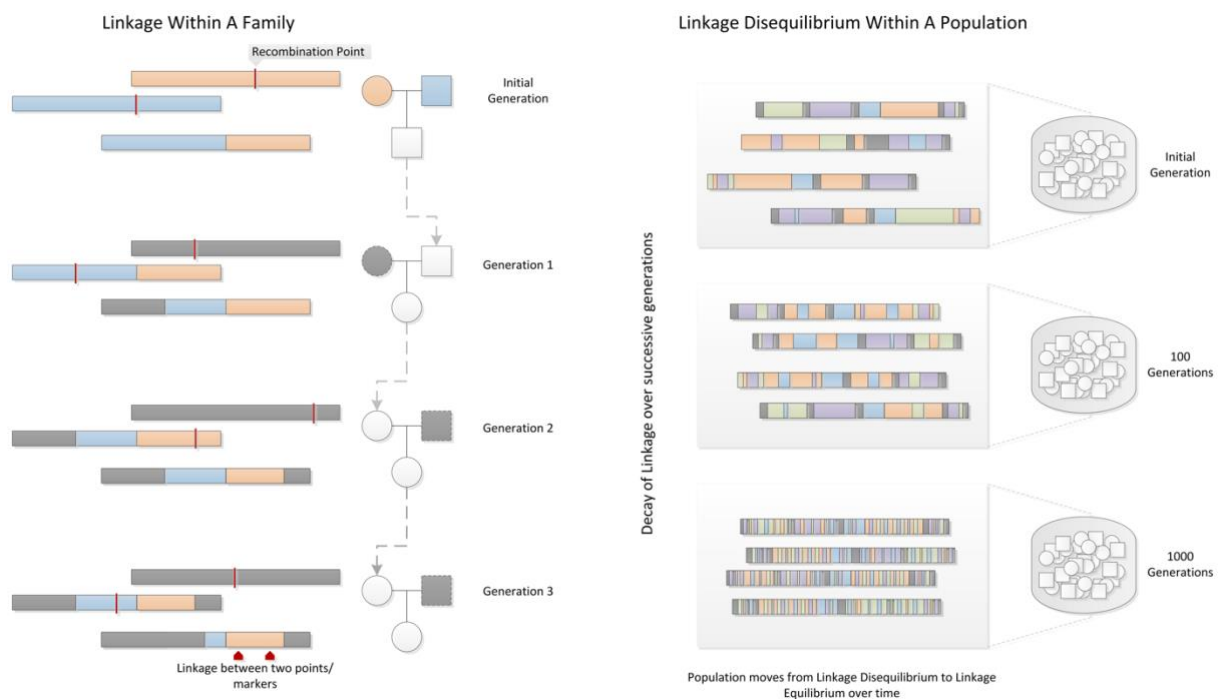 Linkage Within A Family
Recombination Point
Initial
Generation
Generation 1
Generation 2
Generation 3
Linkage between two points/
markers
Linkage Disequilibrium Within A Population
Decay of Linkage over successive generations
Initial
Generation
100
Generations
1000
Generations
Population moves from Linkage Disequilibrium to Linkage
Equilibrium over time